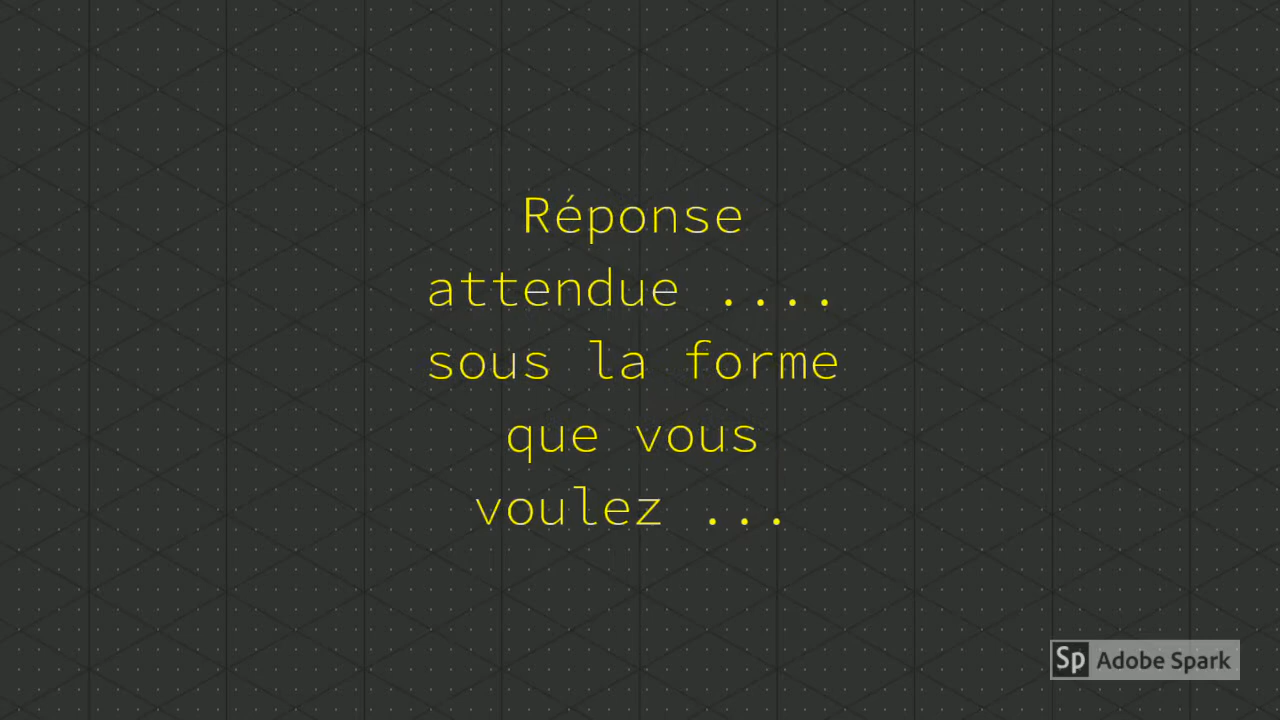 Réponse
attendue ....
sous la forme
que vous
voulez ...
Sp Adobe Spark